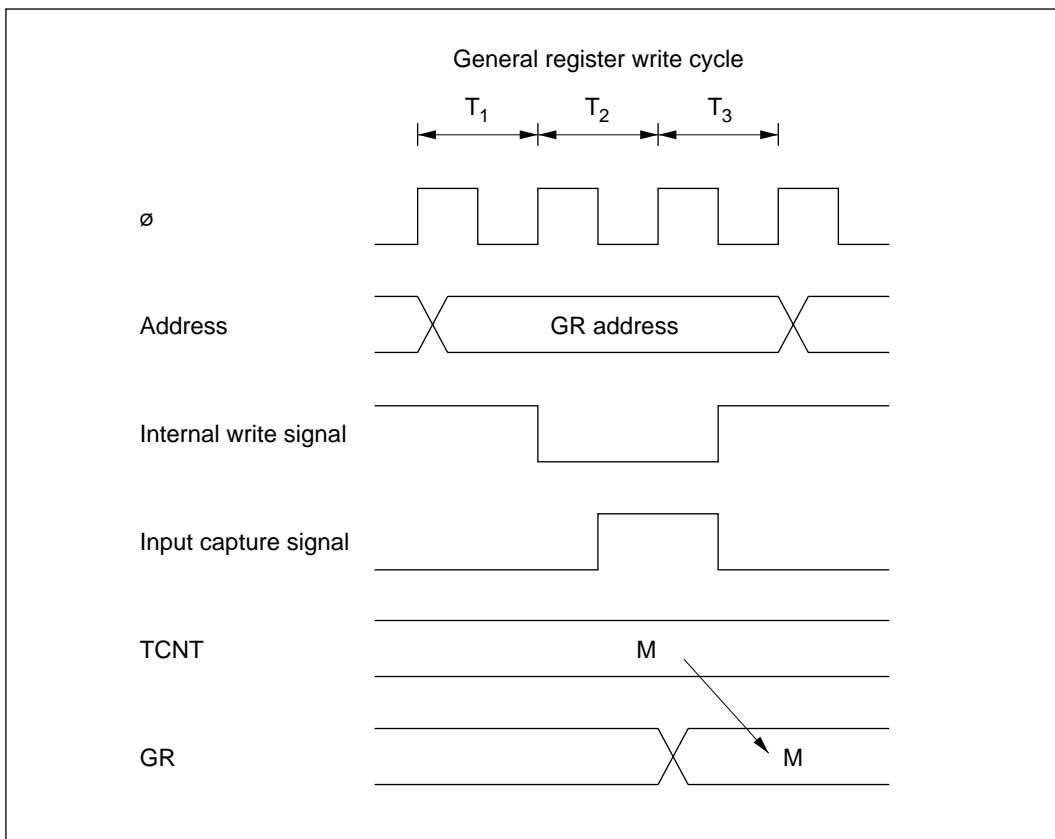 General register write cycle
T1 T2 T3
ø
Address GR address
Internal write signal
Input capture signal
TCNT M
GR M